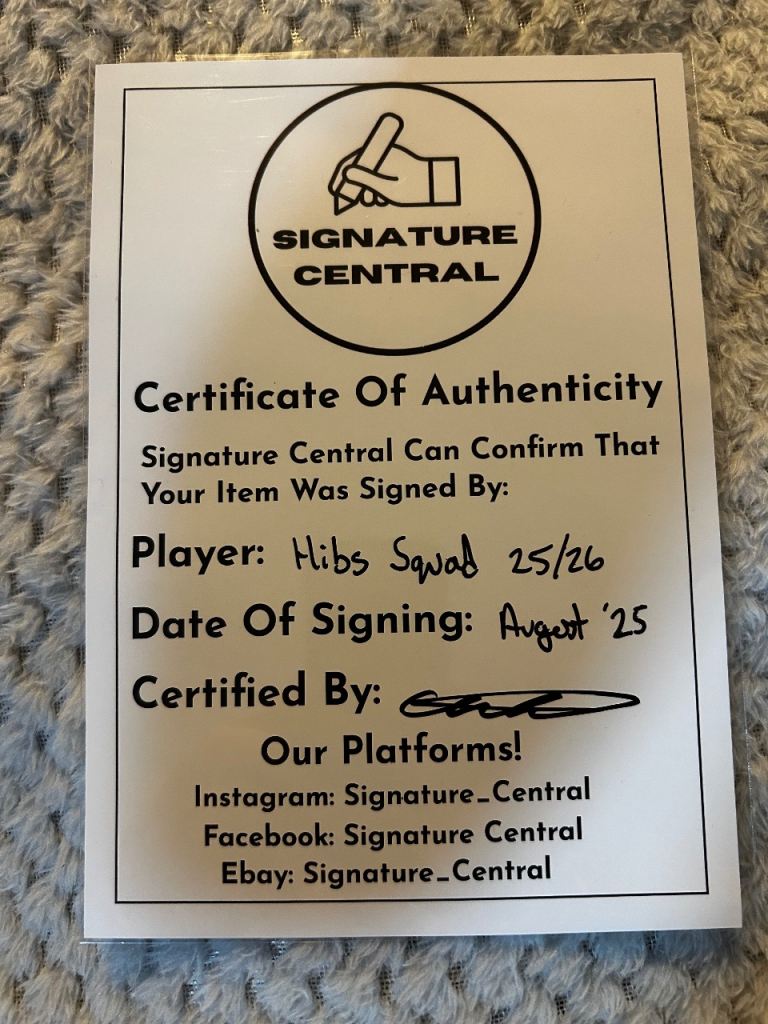 SIGNATURE
CENTRAL
Certificate Of Authenticity
Signature Central Can Confirm That
Your Item Was Signed By:
Player: Hibs Squad 25/26
Date Of Signing: August '25
Certified By:
Our Platforms!
Instagram: Signature_Central
Facebook: Signature Central
Ebay: Signature_Central